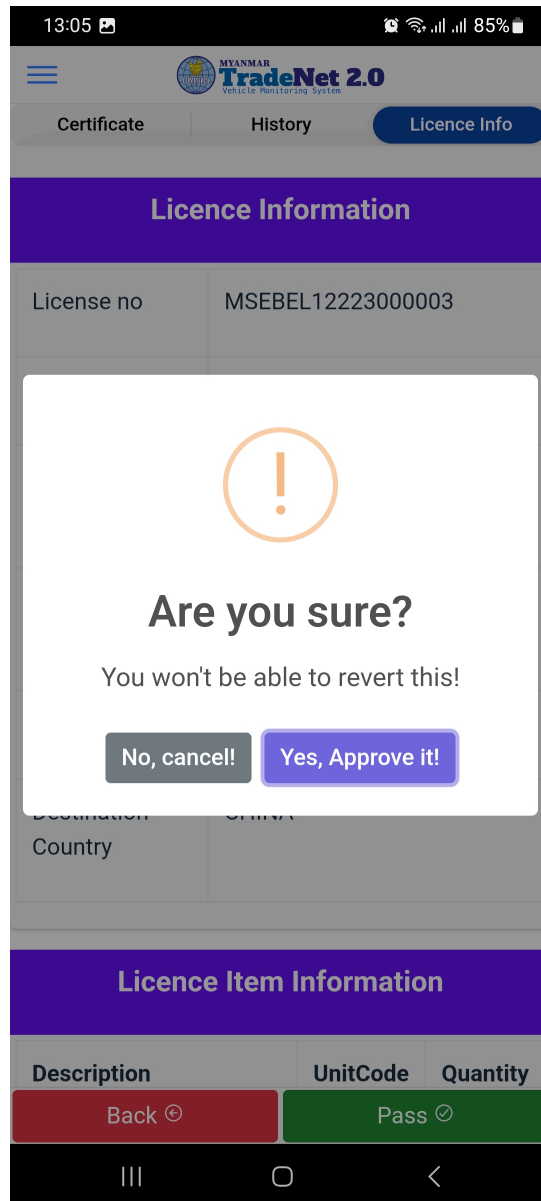 13:05
85%
MYANMAR
TradeNet 2.0
Vehicle Monitoring System
Certificate
History
Licence Info
Licence Information
License no
MSEBEL12223000003
!
Are you sure?
You won't be able to revert this!
No, cancel!
Yes, Approve it!
Destination
CHINA
Country
Licence Item Information
Description
UnitCode
Quantity
Back
Pass